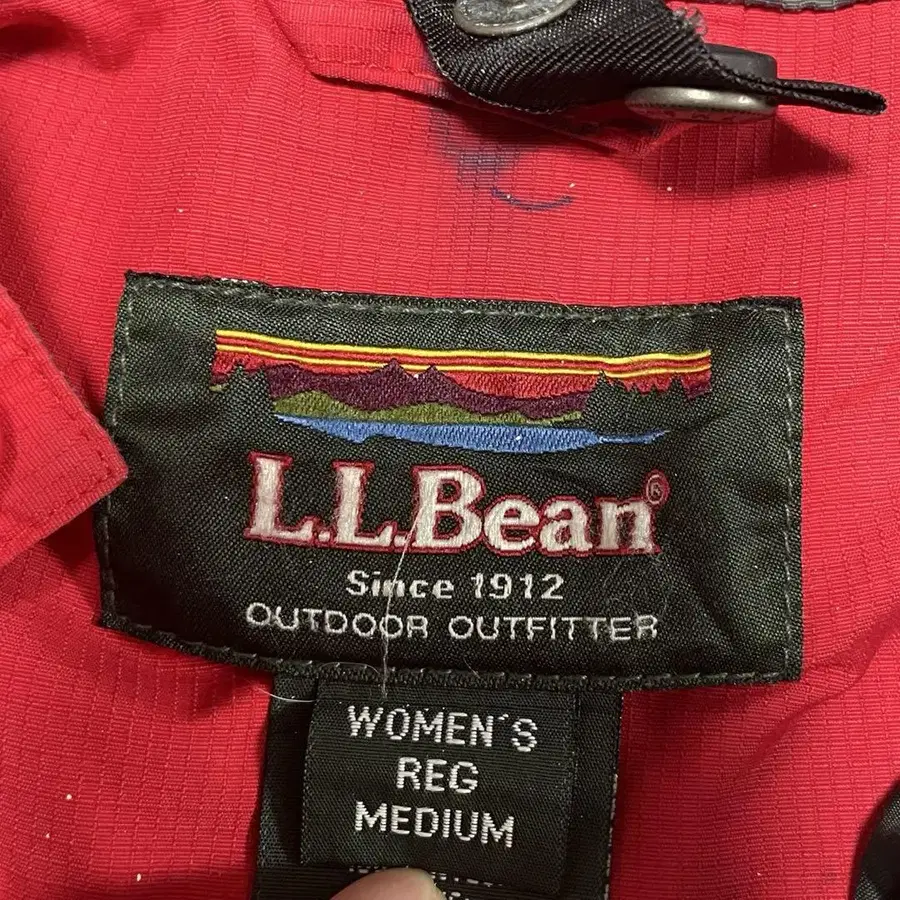 L.L.Bean®
Since 1912
OUTDOOR OUTFITTER
WOMEN'S
REG
MEDIUM